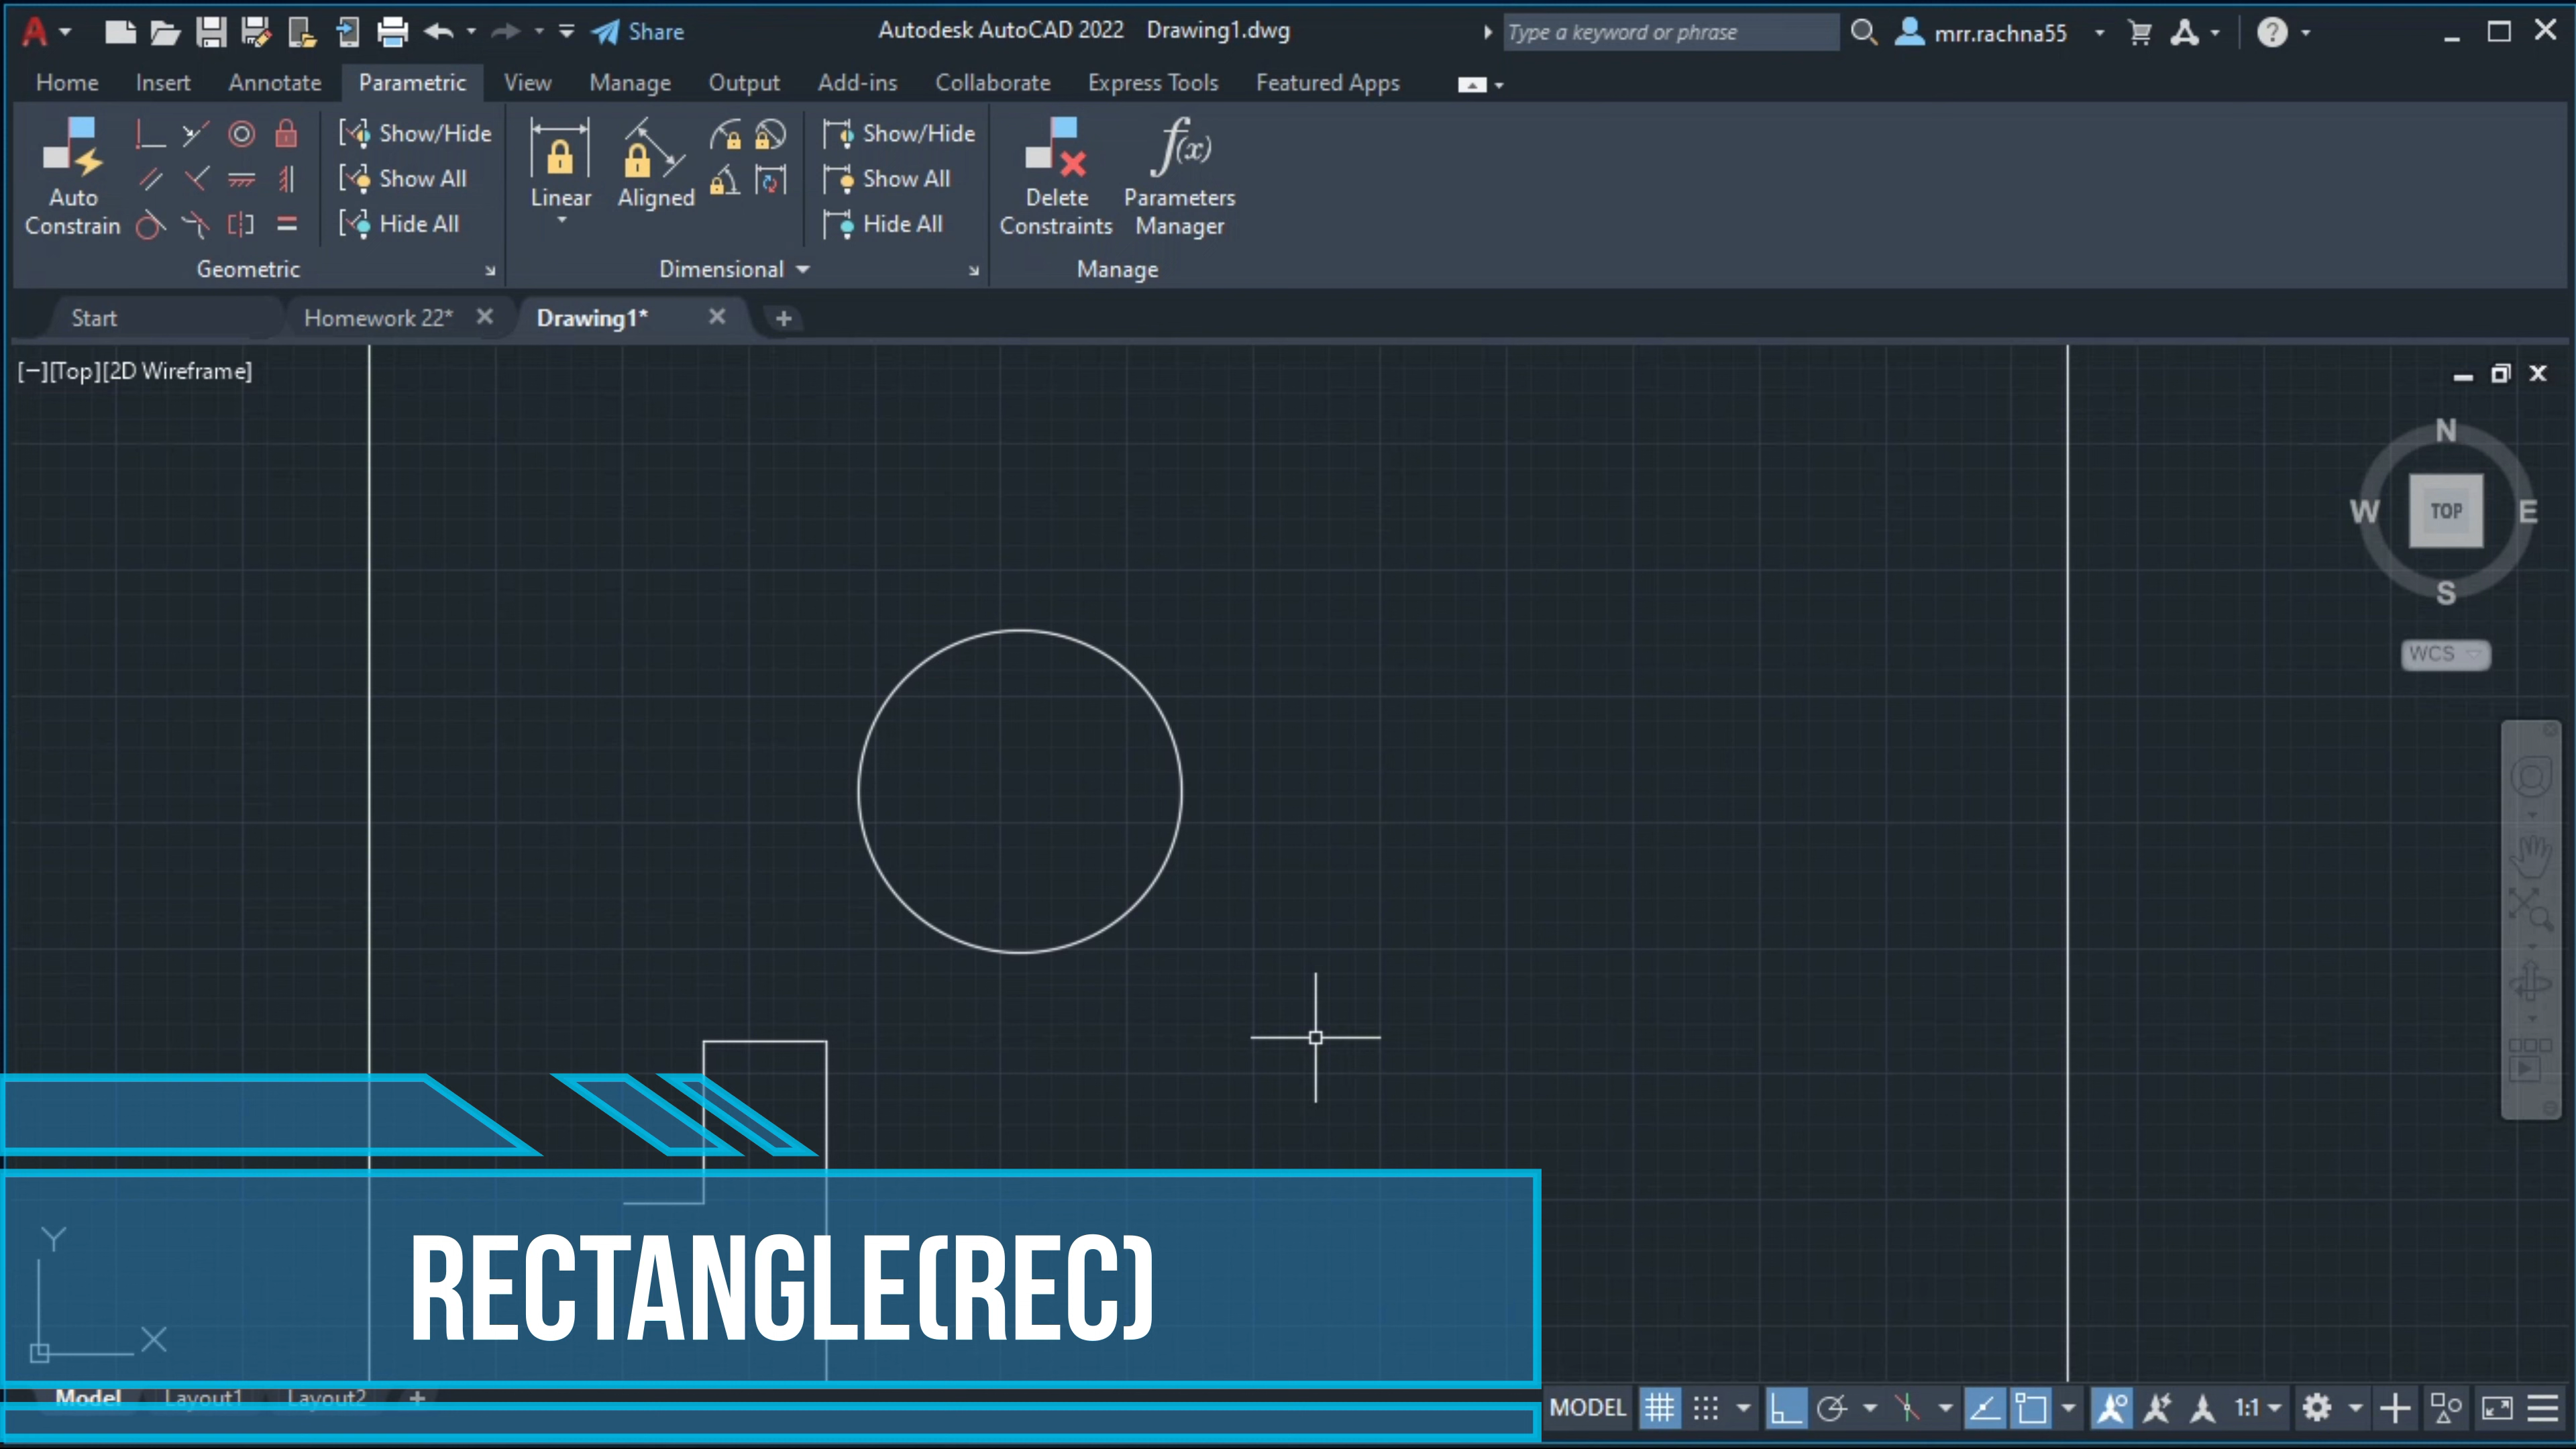 Share
Autodesk AutoCAD 2022 Drawing1.dwg
Type a keyword or phrase
mrr.rachna55
Home Insert Annotate Parametric View Manage Output Add-ins Collaborate Express Tools Featured Apps
Auto
Constrain
Show/Hide
Show All
Hide All
Geometric
Linear
Aligned
Show/Hide
Show All
Hide All
Dimensional
Delete
Constraints
Parameters
Manager
f(x)
Manage
Start Homework 22* Drawing1*
[−][Top][2D Wireframe]
N
W TOP E
S
WCS
RECTANGLE(REC)
Y
X
Model Layout1 Layout2 +
MODEL 1:1